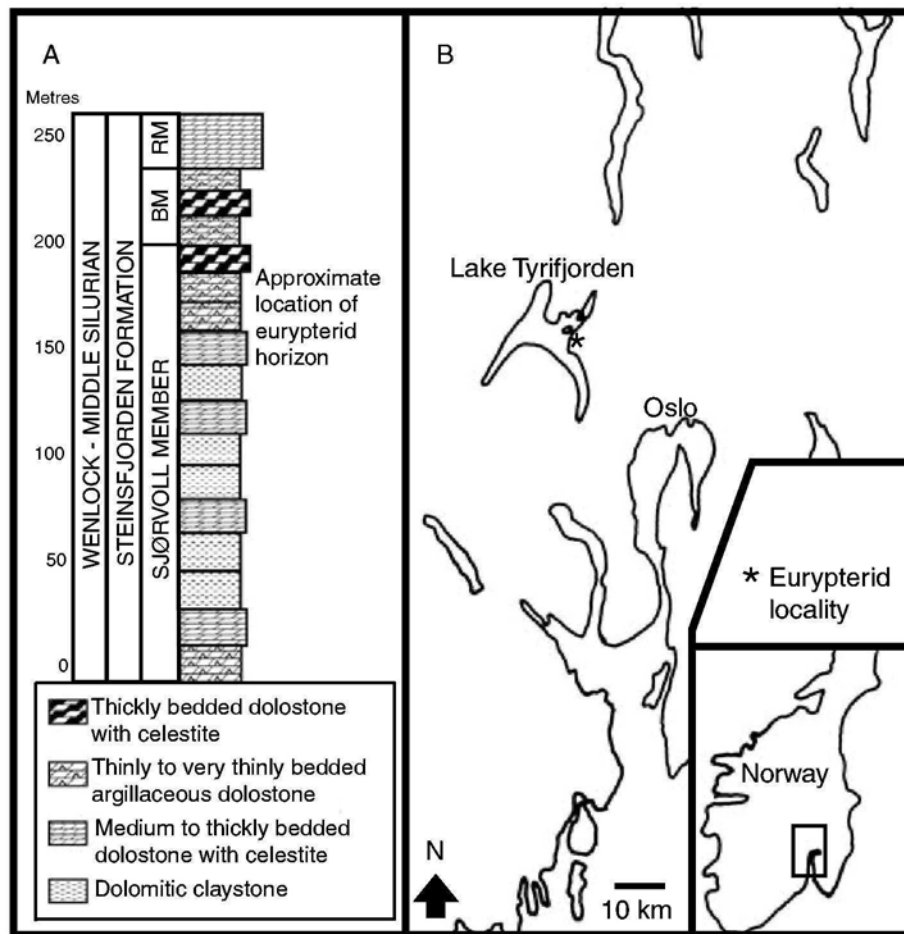 A
Metres
250
200
150
100
50
0
WENLOCK - MIDDLE SILURIAN
STEINSFJORDEN FORMATION
SJØRVOLL MEMBER
BM
RM
Approximate
location of
eurypterid
horizon
Thickly bedded dolostone
with celestite
Thinly to very thinly bedded
argillaceous dolostone
Medium to thickly bedded
dolostone with celestite
Dolomitic claystone
B
Lake Tyrifjorden
Oslo
* Eurypterid
locality
Norway
N
10 km